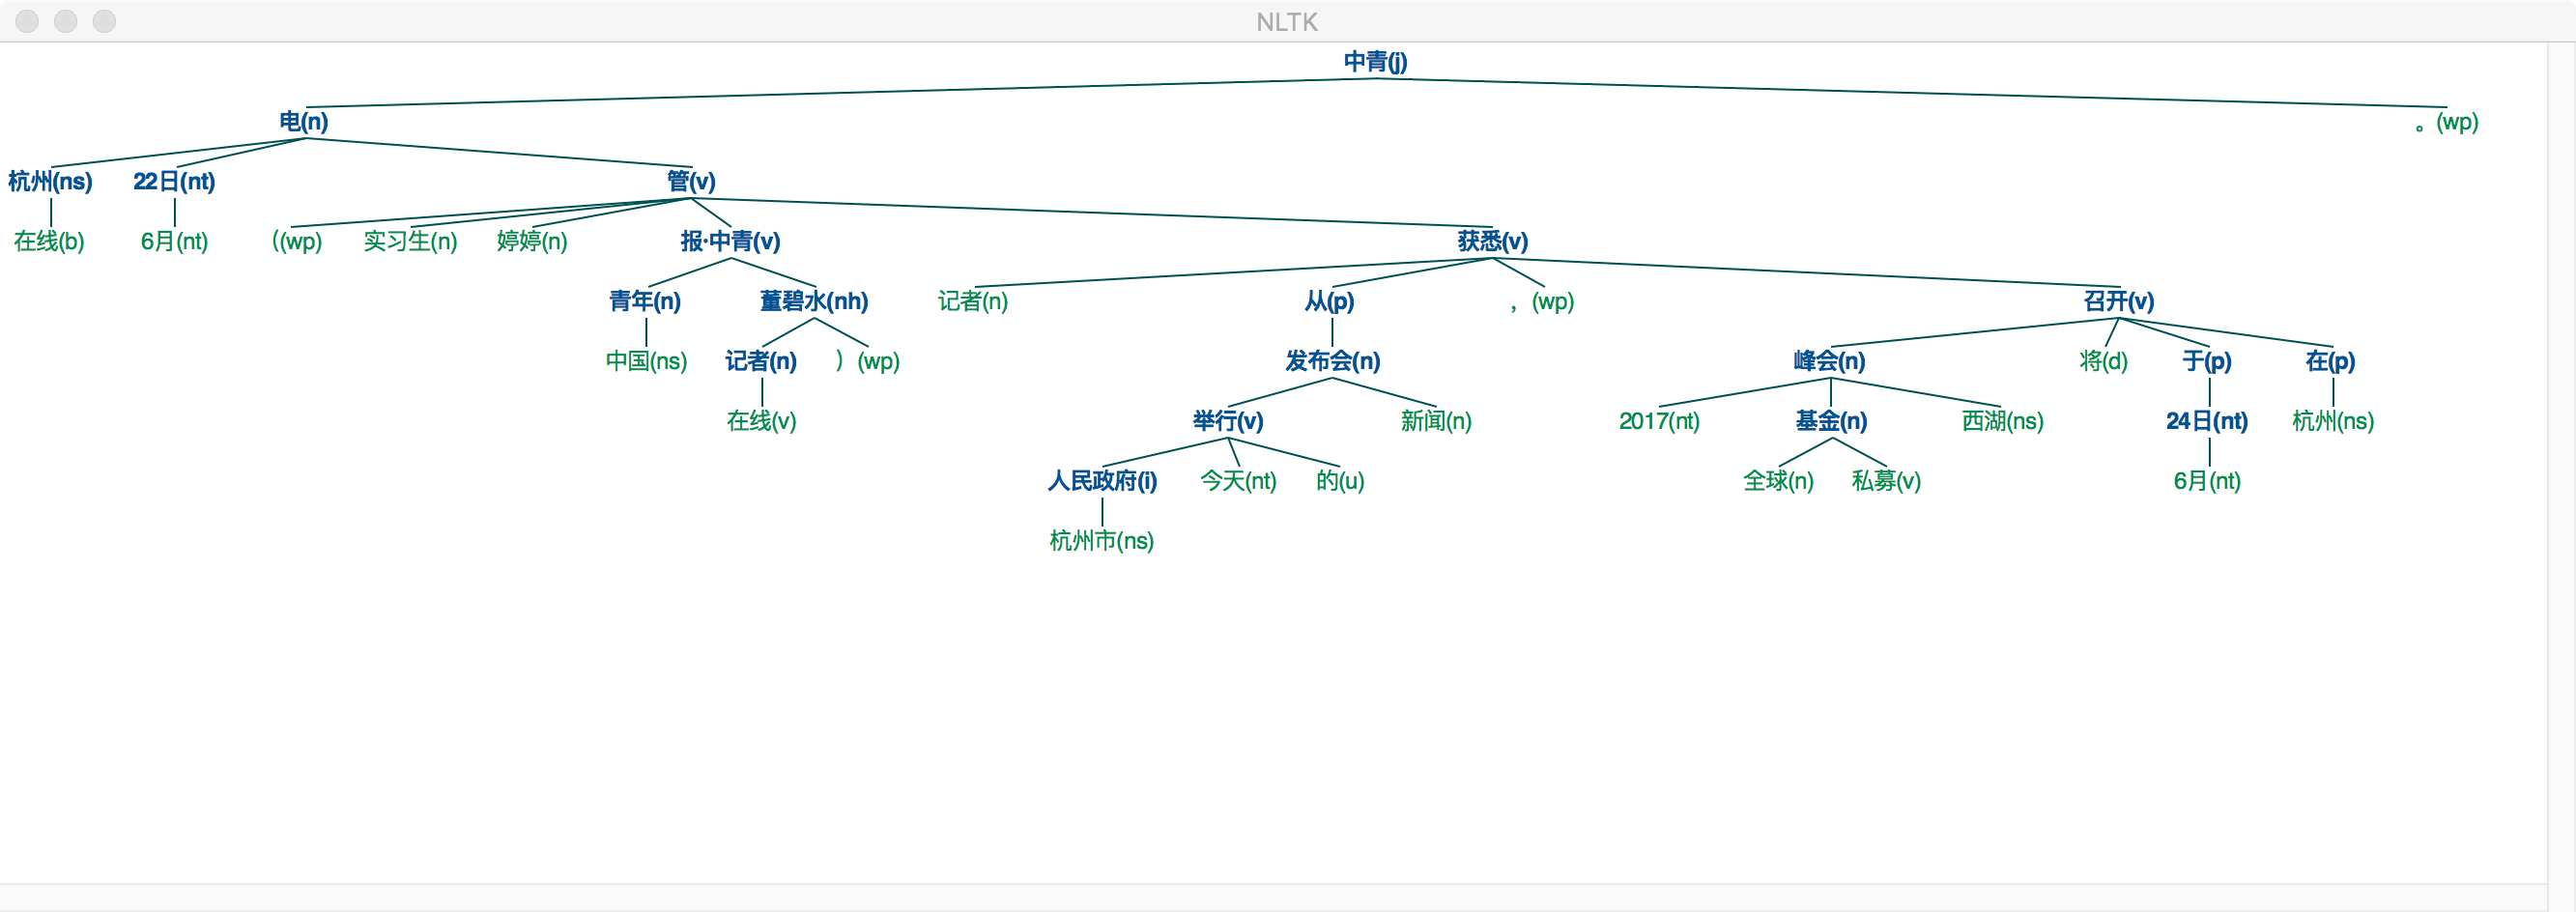 NLTK
中青(j)
电(n) 。(wp)
杭州(ns) 22日(nt) 管(v)
在线(b) 6月(nt) （(wp) 实习生(n) 婷婷(n) 报·中青(v) 获悉(v)
青年(n) 董碧水(nh) 记者(n) 从(p) ，(wp) 召开(v)
中国(ns) 记者(n) ）(wp) 发布会(n) 峰会(n) 将(d) 于(p) 在(p)
在线(v) 举行(v) 新闻(n) 2017(nt) 基金(n) 西湖(ns) 24日(nt) 杭州(ns)
人民政府(i) 今天(nt) 的(u) 全球(n) 私募(v) 6月(nt)
杭州市(ns)